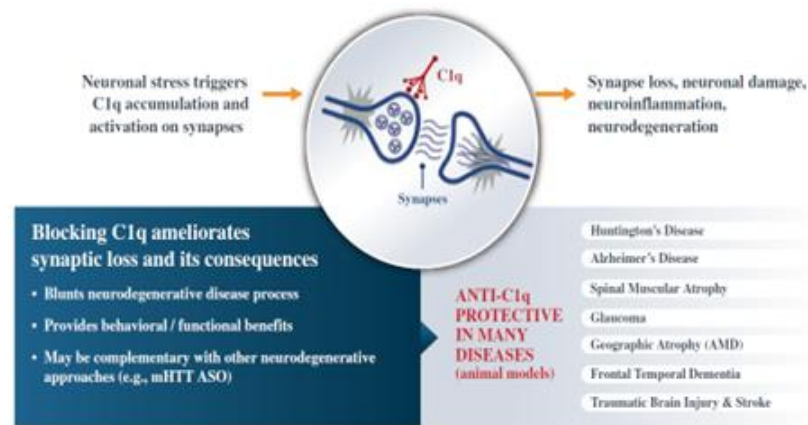 Neuronal stress triggers
C1q accumulation and
activation on synapses
C1q
Synapses
Synapse loss, neuronal damage,
neuroinflammation,
neurodegeneration
Blocking C1q ameliorates
synaptic loss and its consequences
• Blunts neurodegenerative disease process
• Provides behavioral / functional benefits
• May be complementary with other neurodegenerative
approaches (e.g., mHTT ASO)
ANTI-C1q
PROTECTIVE
IN MANY
DISEASES
(animal models)
Huntington's Disease
Alzheimer's Disease
Spinal Muscular Atrophy
Glaucoma
Geographic Atrophy (AMD)
Frontal Temporal Dementia
Traumatic Brain Injury & Stroke